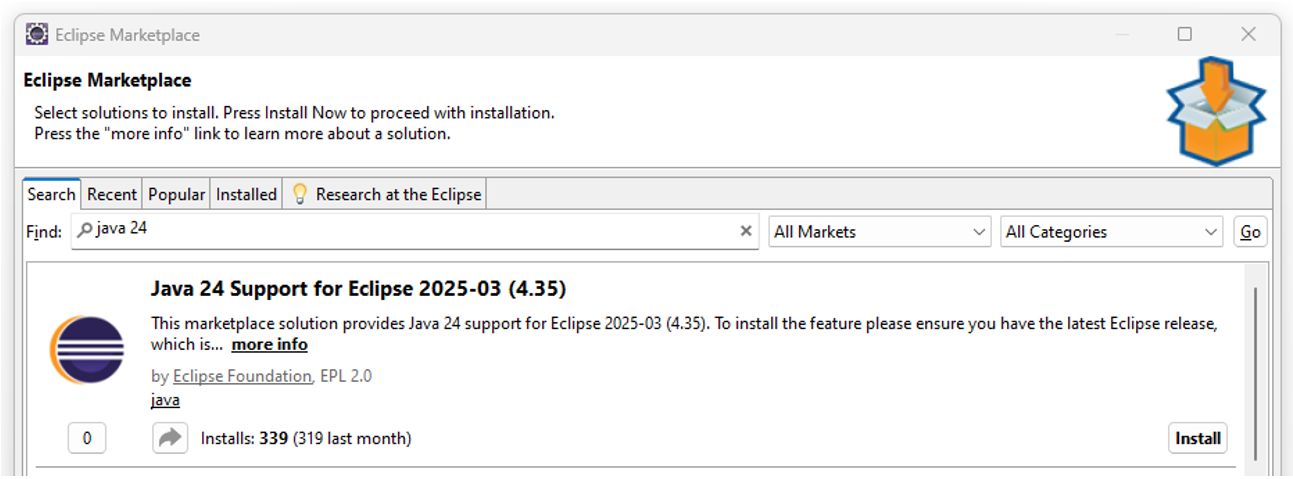 Eclipse Marketplace
Eclipse Marketplace
Select solutions to install. Press Install Now to proceed with installation.
Press the "more info" link to learn more about a solution.
Search Recent Popular Installed Research at the Eclipse
Find: java 24 All Markets All Categories Go
Java 24 Support for Eclipse 2025-03 (4.35)
This marketplace solution provides Java 24 support for Eclipse 2025-03 (4.35). To install the feature please ensure you have the latest Eclipse release,
which is... more info
by Eclipse Foundation, EPL 2.0
java
0 Installs: 339 (319 last month) Install